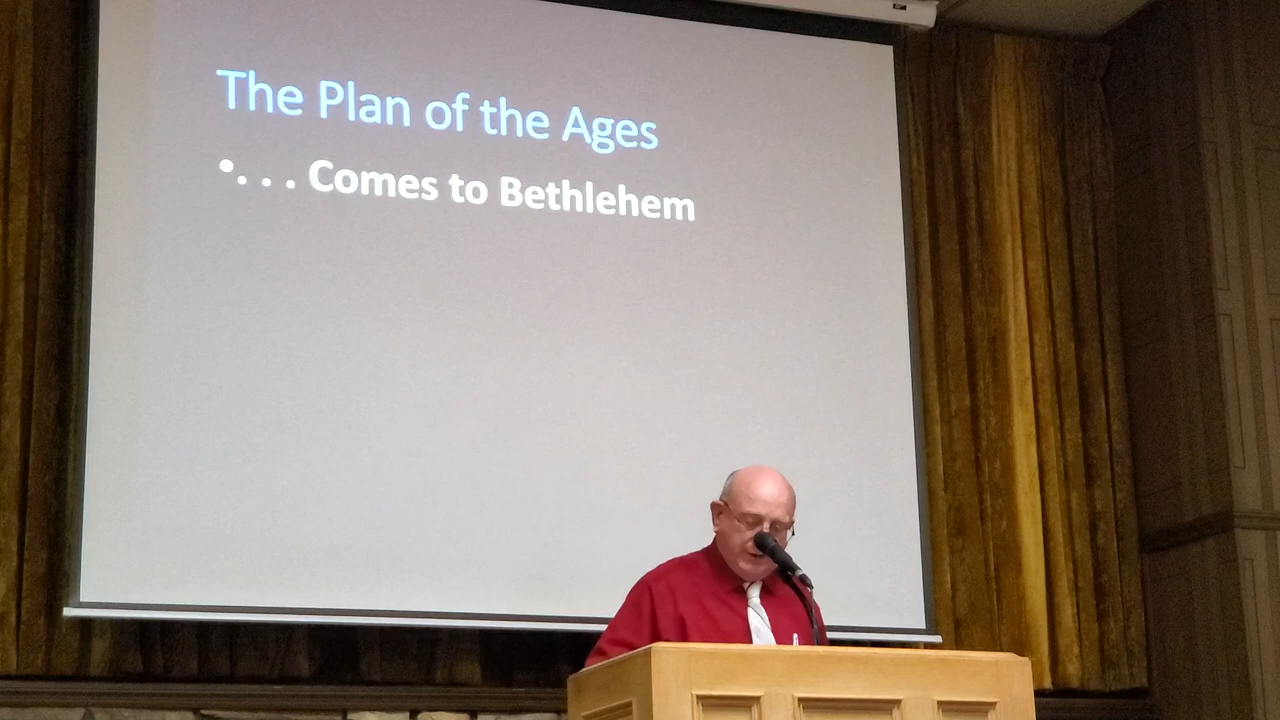 The Plan of the Ages
•. . . Comes to Bethlehem